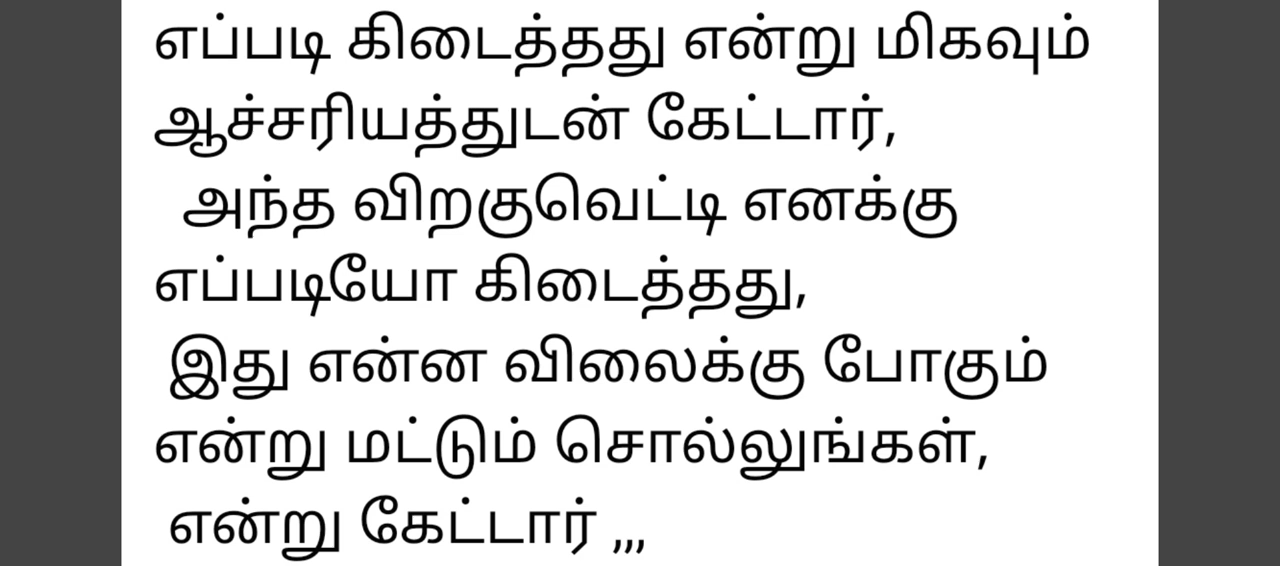 எப்படி கிடைத்தது என்று மிகவும்
ஆச்சரியத்துடன் கேட்டார்,
அந்த விறகுவெட்டி எனக்கு
எப்படியோ கிடைத்தது,
இது என்ன விலைக்கு போகும்
என்று மட்டும் சொல்லுங்கள்,
என்று கேட்டார் ,,,